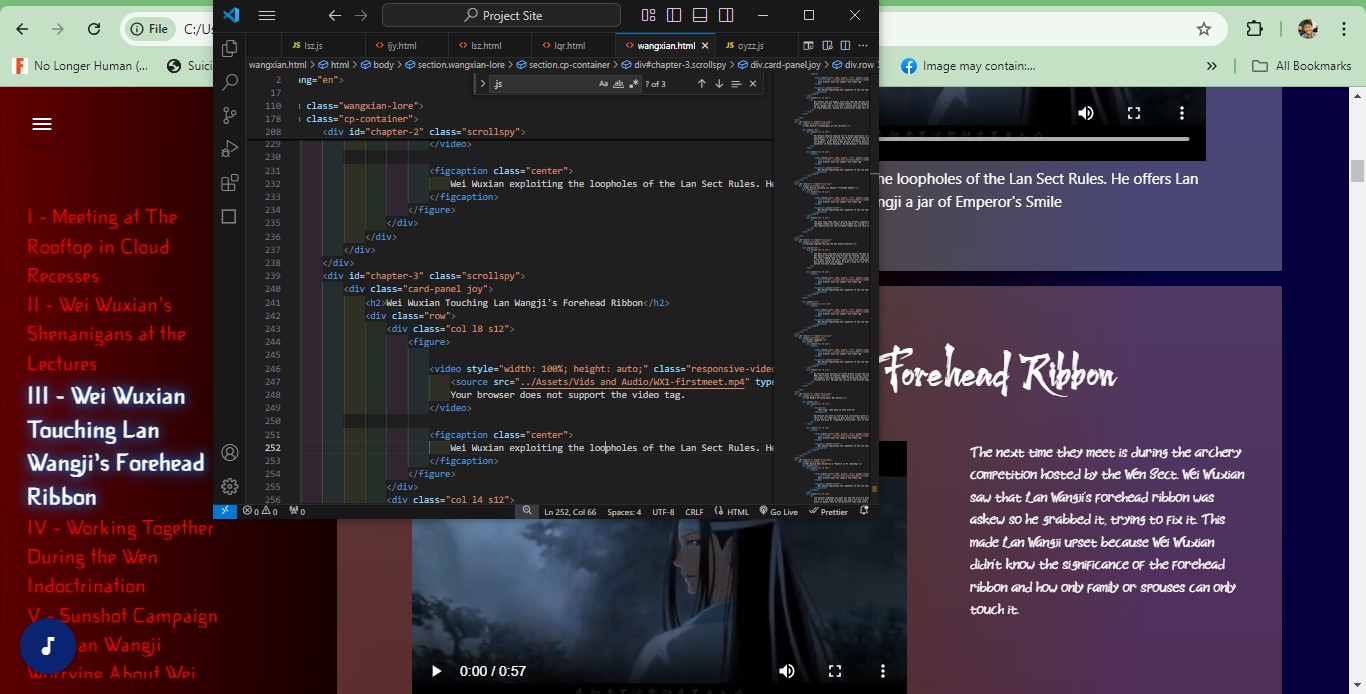 File
C:/Us
No Longer Human (...
Suici
Image may contain:...
All Bookmarks
I - Meeting at The
Rooftop in Cloud
Recesses
II - Wei Wuxian's
Shenanigans at the
Lectures
III - Wei Wuxian
Touching Lan
Wangji's Forehead
Ribbon
IV - Working Together
During the Wen
Indoctrination
V - Sunshot Campaign
an Wangji
Worrying About Wei
Project Site
JS lsz.js
ljy.html
lsz.html
lqr.html
wangxian.html
JS oyzz.js
wangxian.html > html > body > section.wangxian-lore > section.cp-container > div#chapter-3.scrollspy > div.card-panel.joy > div.row
.js
Aa ab
? of 3
2 ng="en">
17
110 class="wangxian-lore">
178 class="cp-container">
208 <div id="chapter-2" class="scrollspy">
229 </video>
230
231 <figcaption class="center">
232 Wei Wuxian exploiting the loopholes of the Lan Sect Rules. He
233 </figcaption>
234 </figure>
235 </div>
236 </div>
237 </div>
238 </div>
239 <div id="chapter-3" class="scrollspy">
240 <div class="card-panel joy">
241 <h2>Wei Wuxian Touching Lan Wangji's Forehead Ribbon</h2>
242 <div class="row">
243 <div class="col l8 s12">
244 <figure>
245
246 <video style="width: 100%; height: auto;" class="responsive-vide
247 <source src="../Assets/Vids and Audio/WX1-firstmeet.mp4" type
248 Your browser does not support the video tag.
249 </video>
250
251 <figcaption class="center">
252 Wei Wuxian exploiting the loopholes of the Lan Sect Rules. He
253 </figcaption>
254 </figure>
255 </div>
256 <div class="col l4 s12">
0 0 0
Ln 252, Col 66
Spaces: 4
UTF-8
CRLF
HTML
Go Live
Prettier
he loopholes of the Lan Sect Rules. He offers Lan
ngji a jar of Emperor's Smile
Forehead Ribbon
The next time they meet is during the archery
competition hosted by the Wen Sect. Wei Wuxian
saw that Lan Wangji's forehead ribbon was
askew so he grabbed it, trying to fix it. This
made Lan Wangji upset because Wei Wuxian
didn't know the significance of the forehead
ribbon and how only family or spouses can only
touch it.
0:00 / 0:57